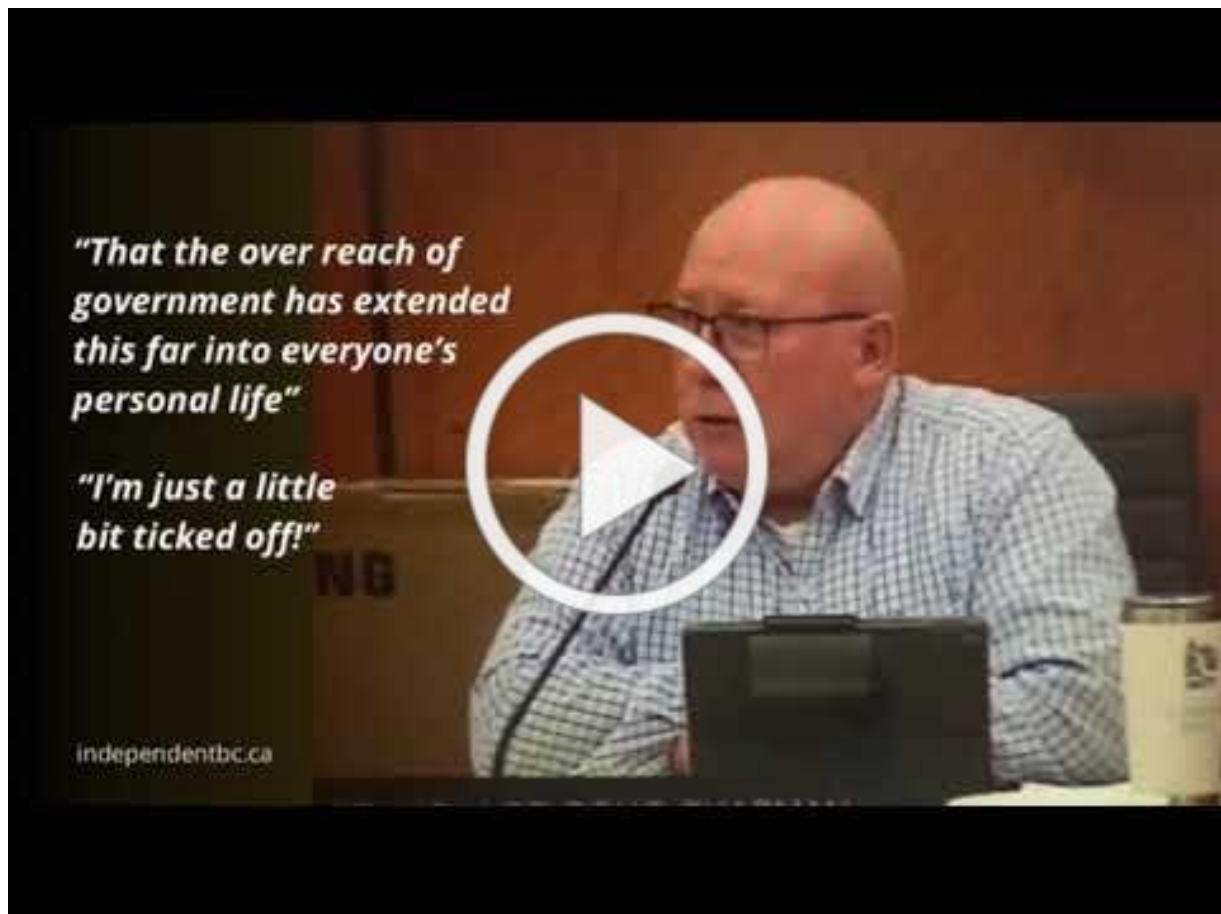 “That the over reach of
government has extended
this far into everyone’s
personal life”
“I’m just a little
bit ticked off!”
NG
independentbc.ca